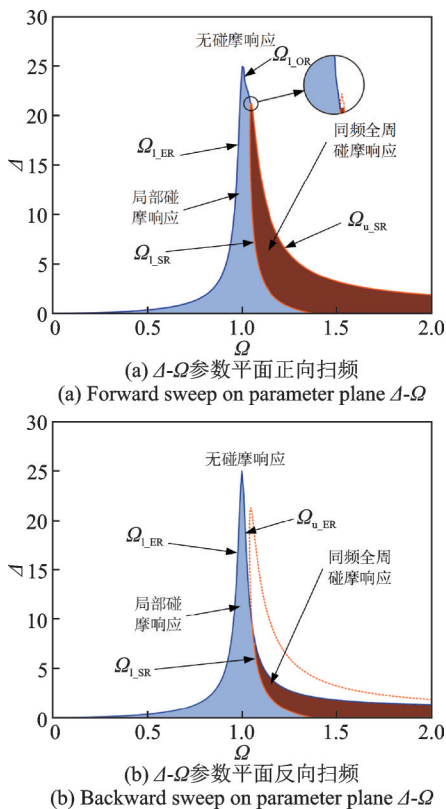 30
25
20
15
10
5
0
Δ
无碰摩响应
Ω1_OR
Ω1_ER
同频全周
碰摩响应
局部碰
摩响应
Ω1_SR
Ωu_SR
0
0.5
1.0
1.5
2.0
Ω
(a) Δ-Ω参数平面正向扫频
(a) Forward sweep on parameter plane Δ-Ω
30
25
20
15
10
5
0
Δ
无碰摩响应
Ω1_ER
Ωu_ER
同频全周
碰摩响应
局部碰
摩响应
Ω1_SR
0
0.5
1.0
1.5
2.0
Ω
(b) Δ-Ω参数平面反向扫频
(b) Backward sweep on parameter plane Δ-Ω